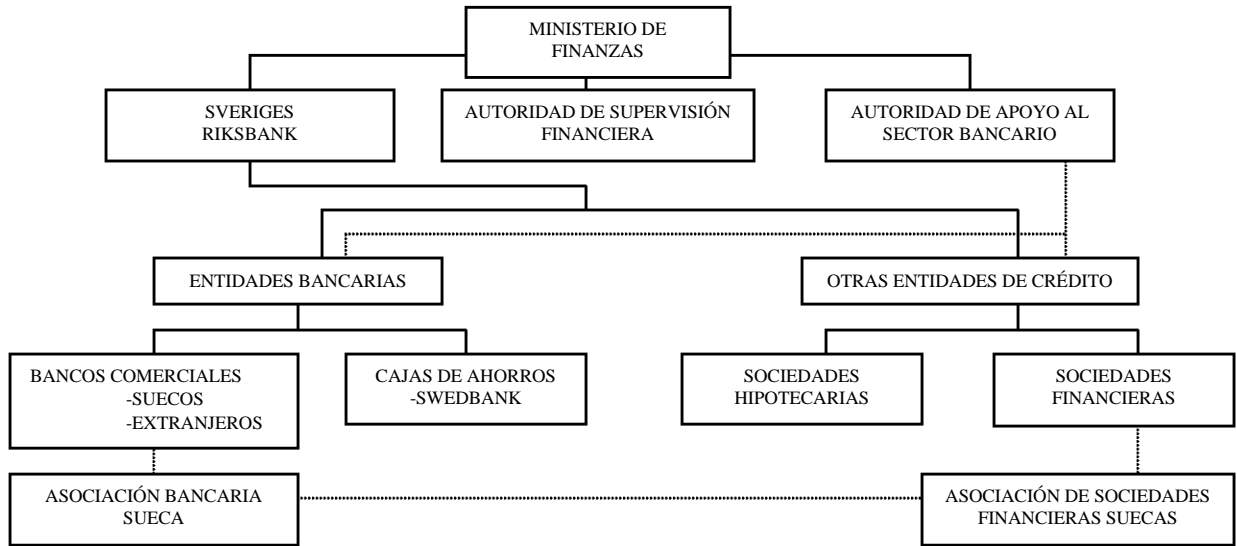 MINISTERIO DE
FINANZAS
SVERIGES
RIKSBANK
AUTORIDAD DE SUPERVISIÓN
FINANCIERA
AUTORIDAD DE APOYO AL
SECTOR BANCARIO
ENTIDADES BANCARIAS
OTRAS ENTIDADES DE CRÉDITO
BANCOS COMERCIALES
-SUECOS
-EXTRANJEROS
CAJAS DE AHORROS
-SWEDBANK
SOCIEDADES
HIPOTECARIAS
SOCIEDADES
FINANCIERAS
ASOCIACIÓN BANCARIA
SUECA
ASOCIACIÓN DE SOCIEDADES
FINANCIERAS SUECAS